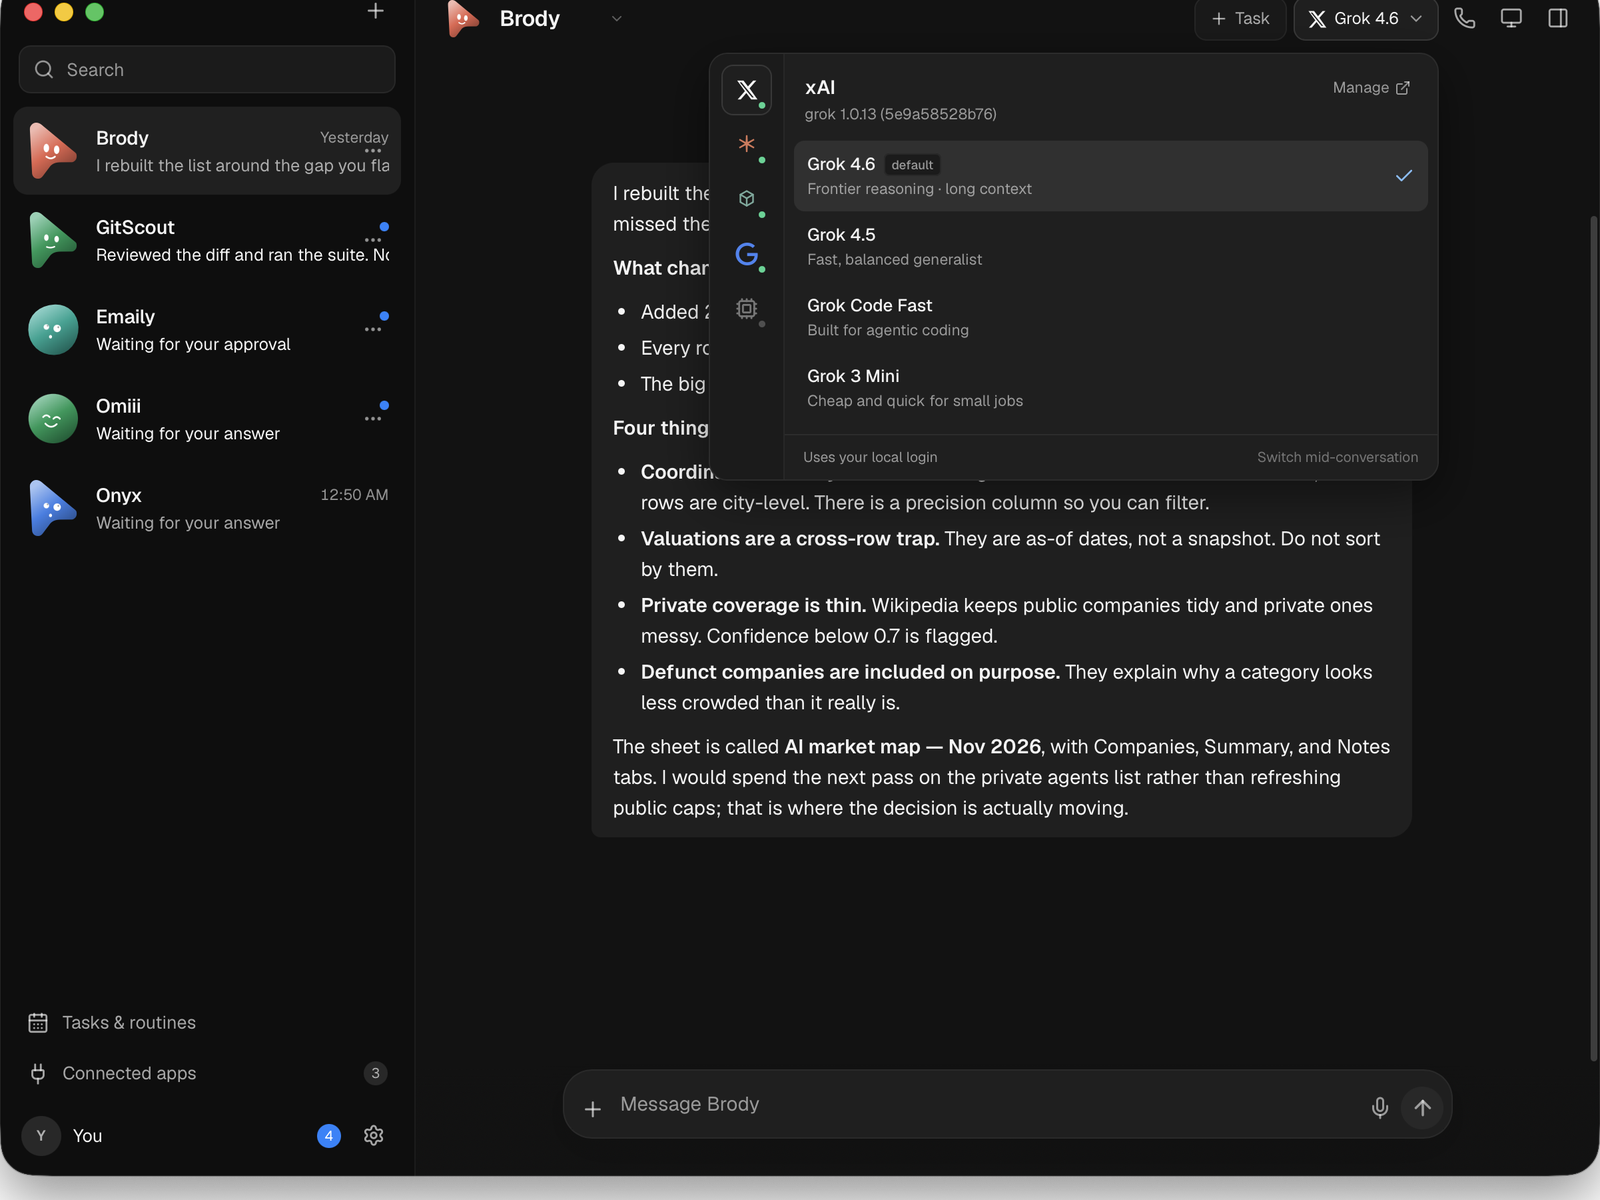 Search
Brody
Yesterday
I rebuilt the list around the gap you fla
GitScout
Reviewed the diff and ran the suite. No
Emaily
Waiting for your approval
Omiii
Waiting for your answer
Onyx
12:50 AM
Waiting for your answer
Tasks & routines
Connected apps
3
Y
You
4
Brody
+ Task
Grok 4.6
xAI
Manage
grok 1.0.13 (5e9a58528b76)
Grok 4.6 default
Frontier reasoning · long context
Grok 4.5
Fast, balanced generalist
Grok Code Fast
Built for agentic coding
Grok 3 Mini
Cheap and quick for small jobs
Uses your local login
Switch mid-conversation
I rebuilt the
missed the
What chan
• Added 2
• Every ro
• The big
Four thing
• Coordin
rows are city-level. There is a precision column so you can filter.
• Valuations are a cross-row trap. They are as-of dates, not a snapshot. Do not sort
by them.
• Private coverage is thin. Wikipedia keeps public companies tidy and private ones
messy. Confidence below 0.7 is flagged.
• Defunct companies are included on purpose. They explain why a category looks
less crowded than it really is.
The sheet is called AI market map — Nov 2026, with Companies, Summary, and Notes
tabs. I would spend the next pass on the private agents list rather than refreshing
public caps; that is where the decision is actually moving.
Message Brody